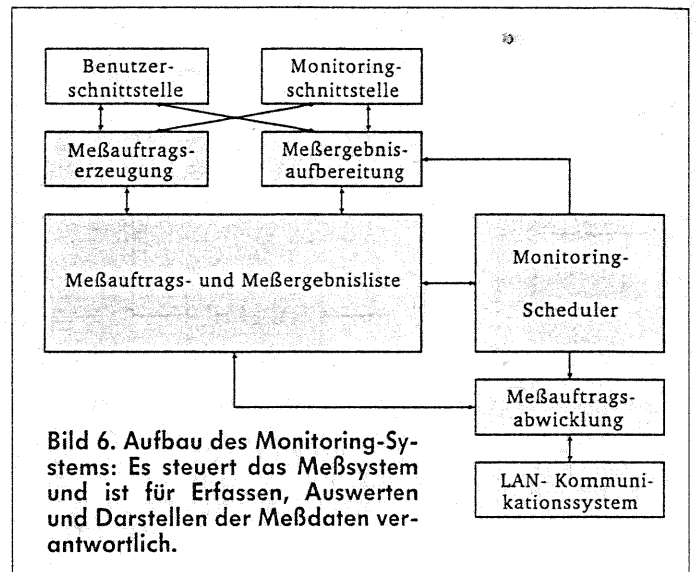 Benutzer-
schnittstelle
Monitoring-
schnittstelle
Meßauftrags-
erzeugung
Meßergebnis-
aufbereitung
Meßauftrags- und Meßergebnisliste
Monitoring-
Scheduler
Meßauftrags-
abwicklung
LAN- Kommuni-
kationssystem
Bild 6. Aufbau des Monitoring-Sy-
stems: Es steuert das Meßsystem
und ist für Erfassen, Auswerten
und Darstellen der Meßdaten ver-
antwortlich.